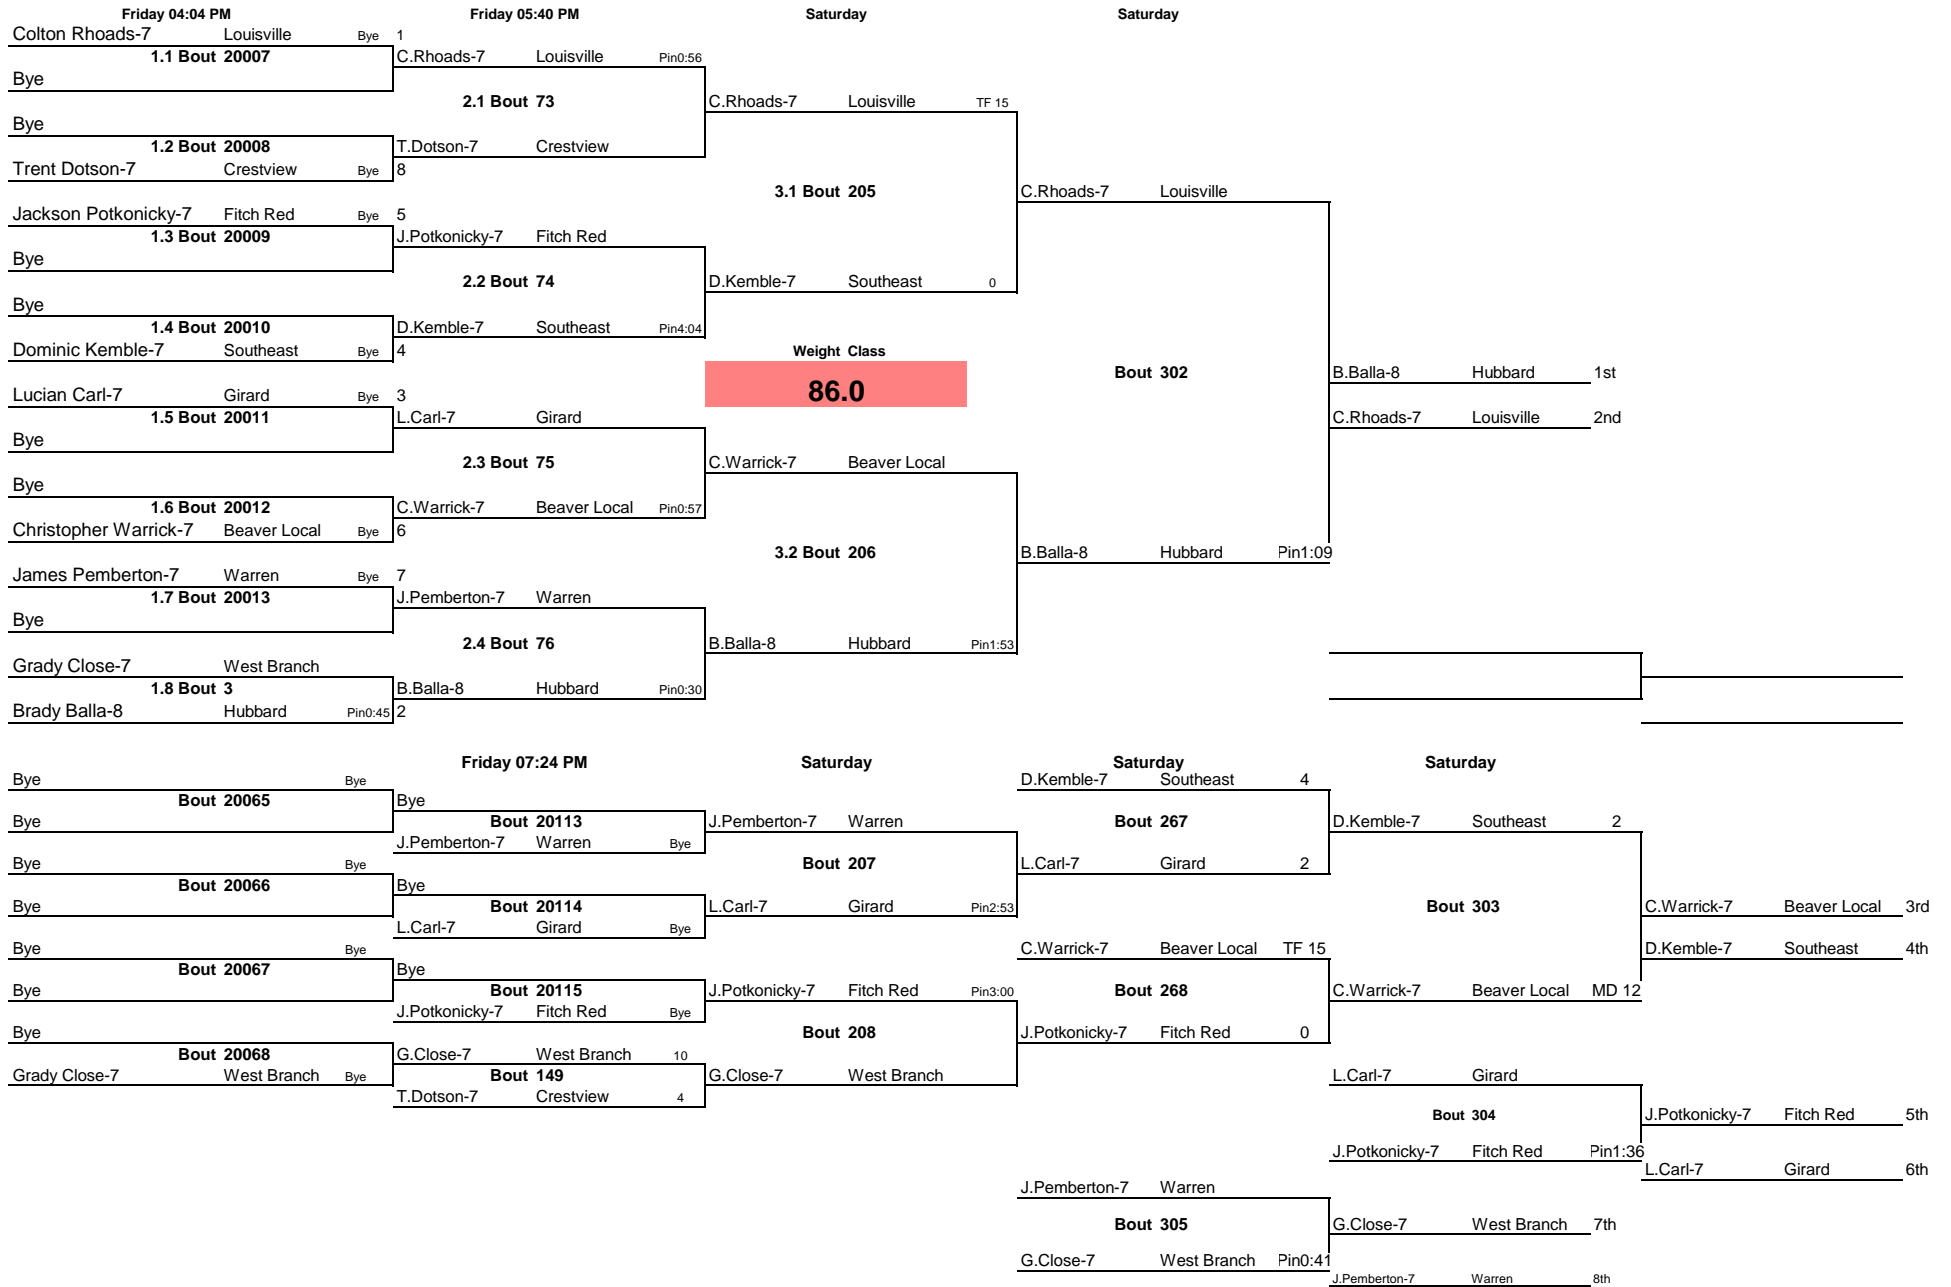 Friday 04:04 PM Friday 05:40 PM Saturday Saturday
Colton Rhoads-7 Louisville Bye 1
1.1 Bout 20007 C.Rhoads-7 Louisville Pin0:56
Bye
2.1 Bout 73 C.Rhoads-7 Louisville TF 15
Bye
1.2 Bout 20008 T.Dotson-7 Crestview
Trent Dotson-7 Crestview Bye 8
3.1 Bout 205 C.Rhoads-7 Louisville
Jackson Potkonicky-7 Fitch Red Bye 5
1.3 Bout 20009 J.Potkonicky-7 Fitch Red
Bye
2.2 Bout 74 D.Kemble-7 Southeast 0
Bye
1.4 Bout 20010 D.Kemble-7 Southeast Pin4:04
Dominic Kemble-7 Southeast Bye 4 Weight Class
Bout 302 B.Balla-8 Hubbard 1st
Lucian Carl-7 Girard Bye 3 86.0
1.5 Bout 20011 L.Carl-7 Girard C.Rhoads-7 Louisville 2nd
Bye
2.3 Bout 75 C.Warrick-7 Beaver Local
Bye
1.6 Bout 20012 C.Warrick-7 Beaver Local Pin0:57
Christopher Warrick-7 Beaver Local Bye 6
3.2 Bout 206 B.Balla-8 Hubbard Pin1:09
James Pemberton-7 Warren Bye 7
1.7 Bout 20013 J.Pemberton-7 Warren
Bye
2.4 Bout 76 B.Balla-8 Hubbard Pin1:53
Grady Close-7 West Branch
1.8 Bout 3 B.Balla-8 Hubbard Pin0:30
Brady Balla-8 Hubbard Pin0:45 2
Friday 07:24 PM Saturday Saturday Saturday
Bye Bye D.Kemble-7 Southeast 4
Bout 20065 Bye
Bye Bout 20113 J.Pemberton-7 Warren Bout 267 D.Kemble-7 Southeast 2
J.Pemberton-7 Warren Bye
Bye Bye Bout 207 L.Carl-7 Girard 2
Bout 20066 Bye
Bye Bout 20114 L.Carl-7 Girard Pin2:53 Bout 303 C.Warrick-7 Beaver Local 3rd
L.Carl-7 Girard Bye
Bye Bye C.Warrick-7 Beaver Local TF 15 D.Kemble-7 Southeast 4th
Bout 20067 Bye
Bye Bout 20115 J.Potkonicky-7 Fitch Red Pin3:00 Bout 268 C.Warrick-7 Beaver Local MD 12
J.Potkonicky-7 Fitch Red Bye
Bye Bout 208 J.Potkonicky-7 Fitch Red 0
Bout 20068 G.Close-7 West Branch 10
Grady Close-7 West Branch Bye Bout 149 G.Close-7 West Branch L.Carl-7 Girard
T.Dotson-7 Crestview 4
Bout 304 J.Potkonicky-7 Fitch Red 5th
J.Potkonicky-7 Fitch Red Pin1:36
L.Carl-7 Girard 6th
J.Pemberton-7 Warren
Bout 305 G.Close-7 West Branch 7th
G.Close-7 West Branch Pin0:41
J.Pemberton-7 Warren 8th